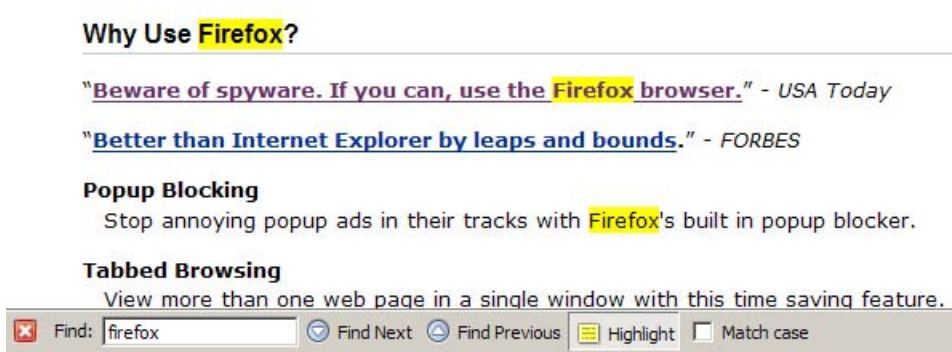 Why Use Firefox?
“Beware of spyware. If you can, use the Firefox browser.” - USA Today
“Better than Internet Explorer by leaps and bounds.” - FORBES
Popup Blocking
Stop annoying popup ads in their tracks with Firefox's built in popup blocker.
Tabbed Browsing
View more than one web page in a single window with this time saving feature.
Find: firefox Find Next Find Previous Highlight Match case